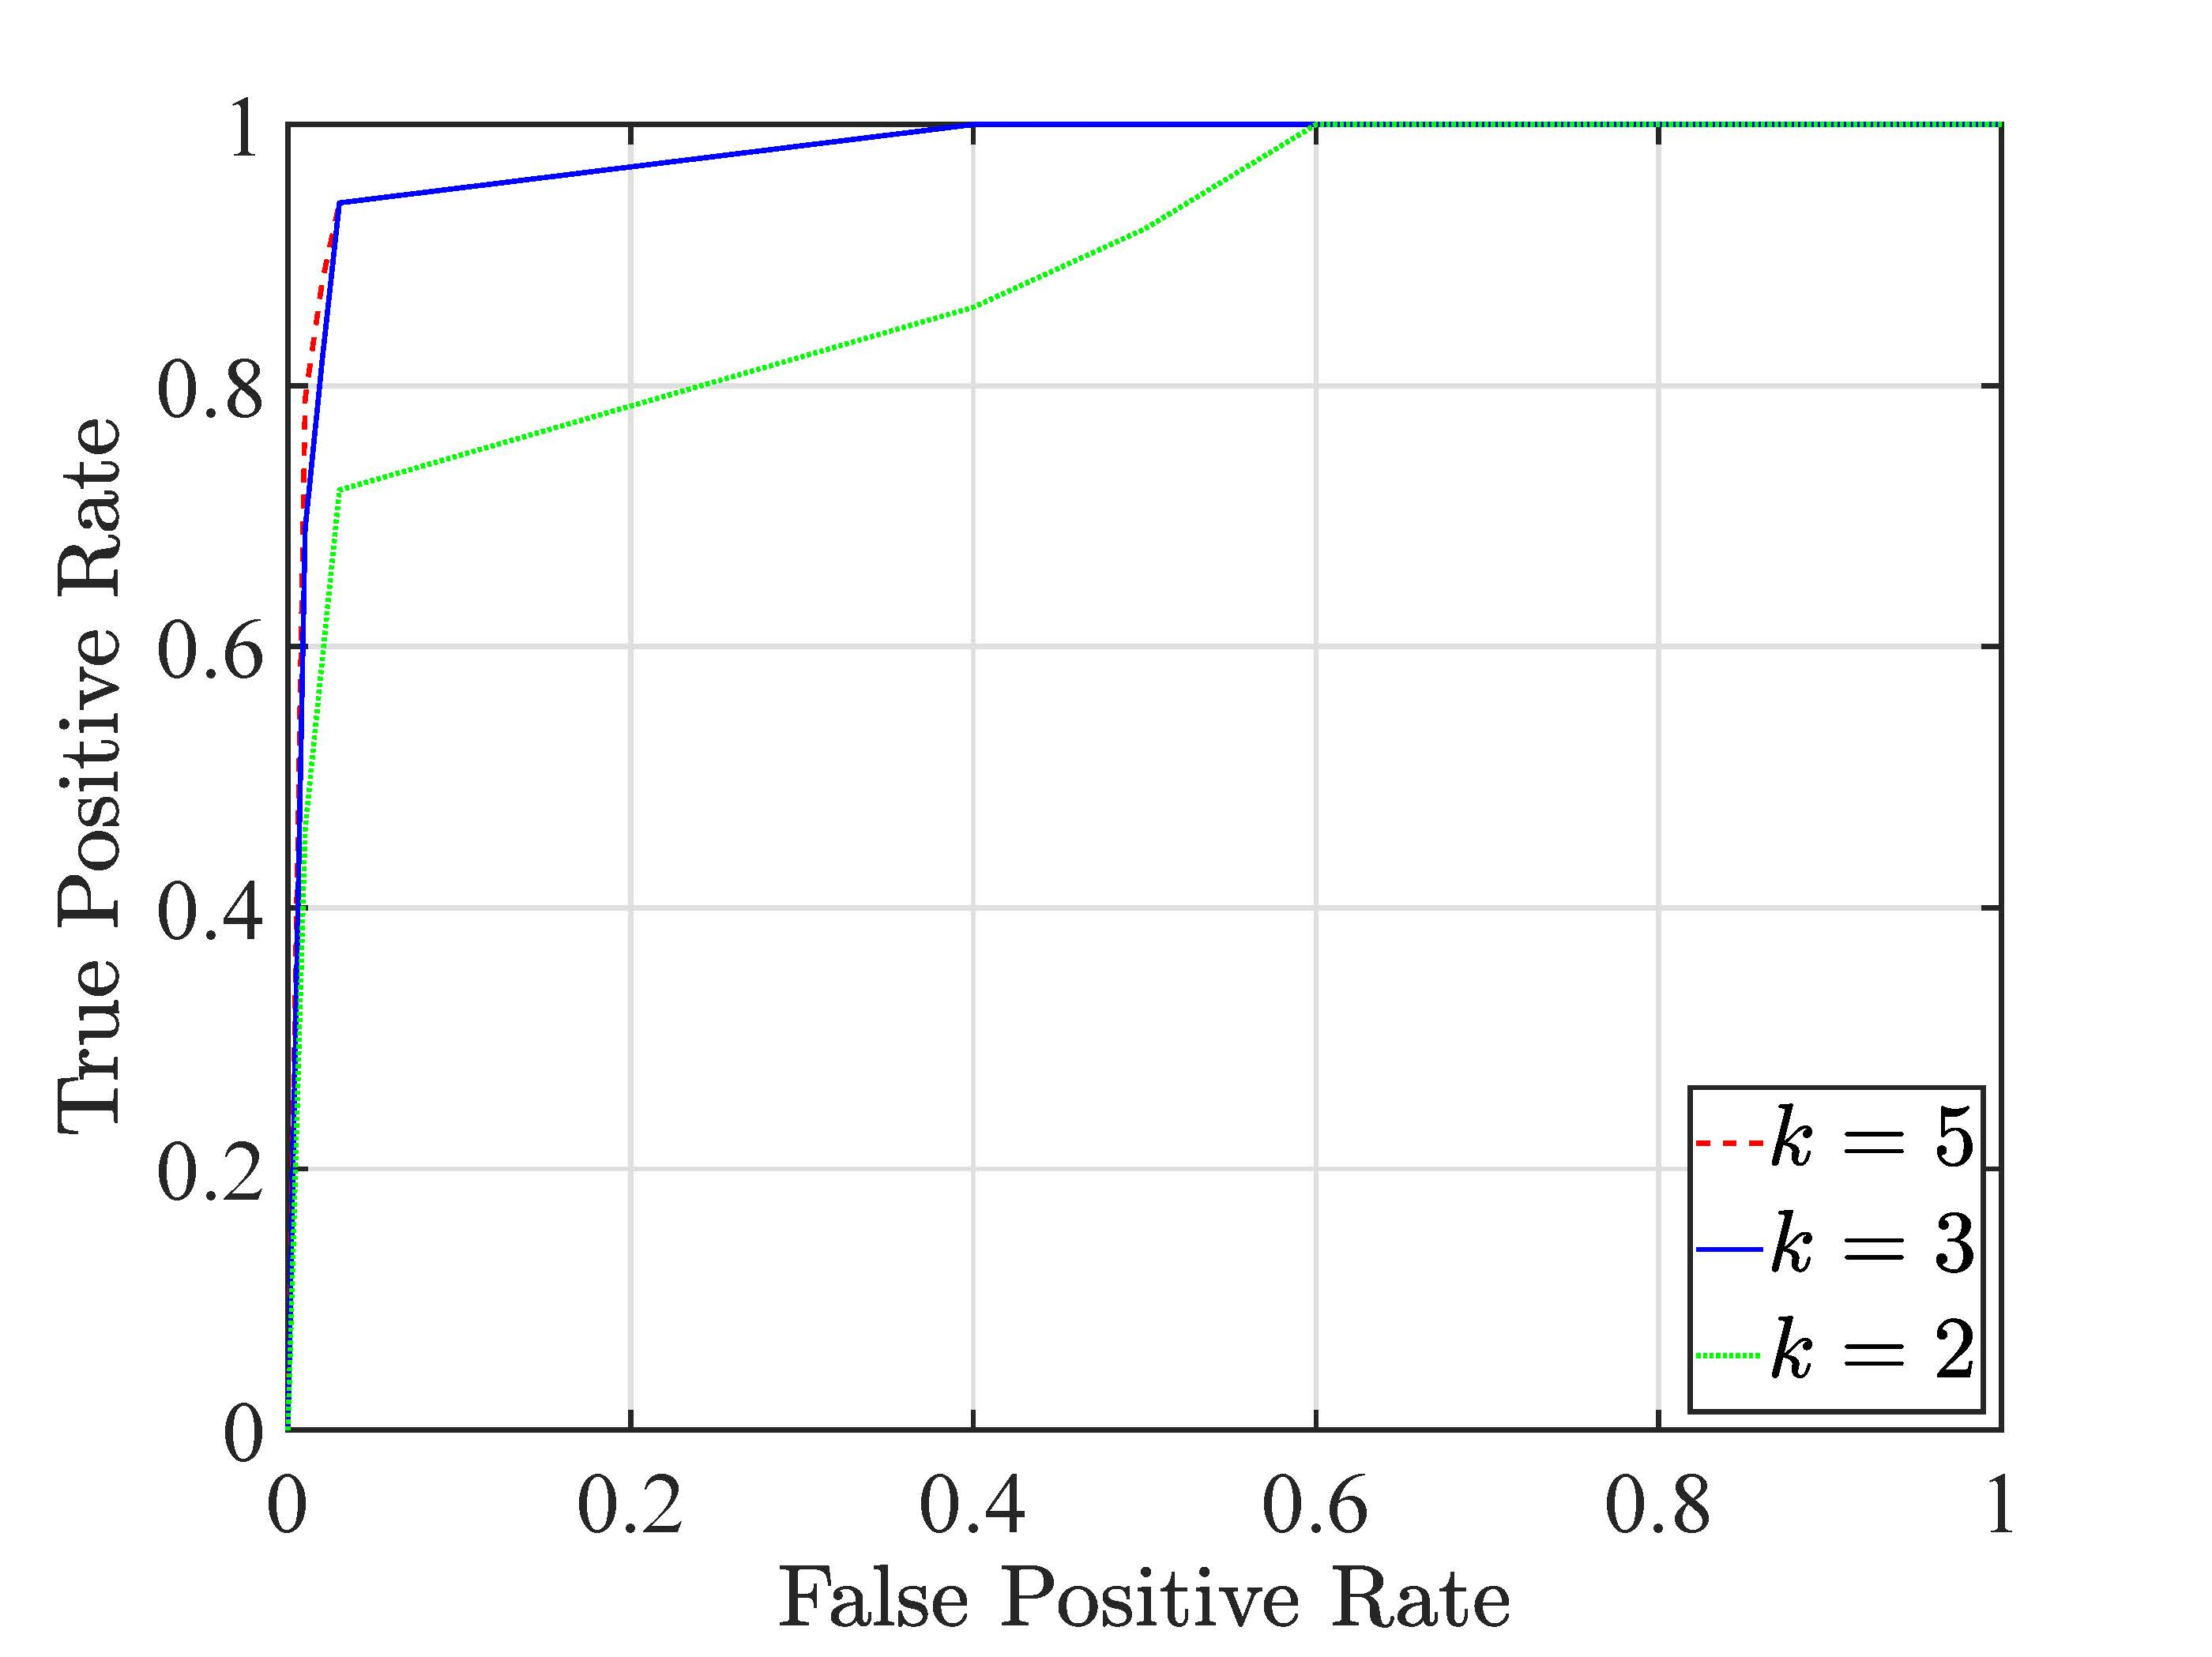 True Positive Rate
1
0.8
0.6
0.4
0.2
0
0 0.2 0.4 0.6 0.8 1
False Positive Rate
k = 5
k = 3
k = 2